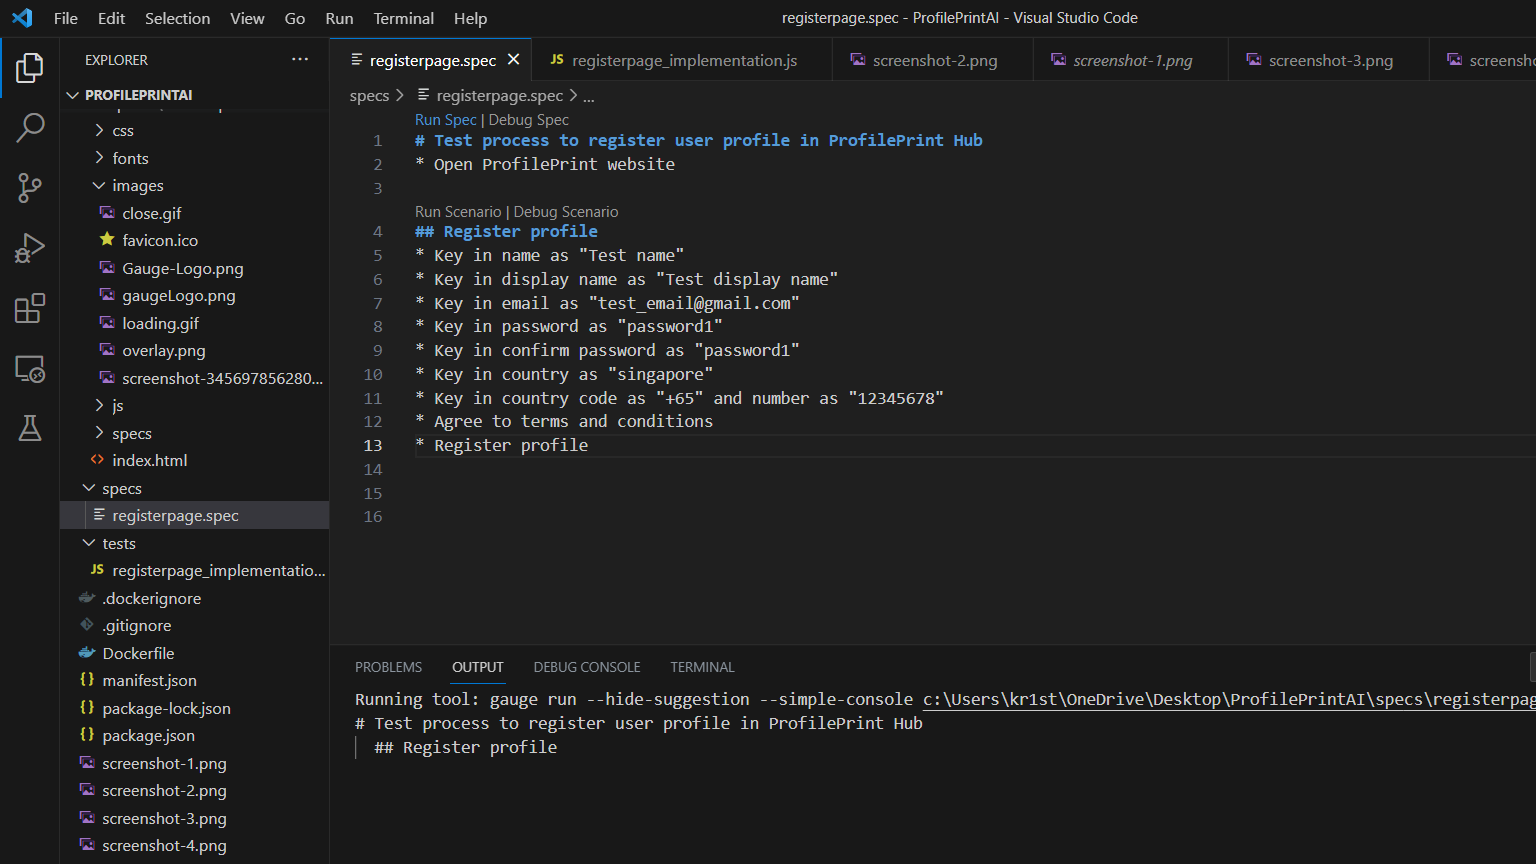 File Edit Selection View Go Run Terminal Help
registerpage.spec - ProfilePrintAI - Visual Studio Code
EXPLORER
PROFILEPRINTAI
css
fonts
images
close.gif
favicon.ico
Gauge-Logo.png
gaugeLogo.png
loading.gif
overlay.png
screenshot-345697856280...
js
specs
index.html
specs
registerpage.spec
tests
JS registerpage_implementatio...
.dockerignore
.gitignore
Dockerfile
{} manifest.json
{} package-lock.json
{} package.json
screenshot-1.png
screenshot-2.png
screenshot-3.png
screenshot-4.png
registerpage.spec
JS registerpage_implementation.js
screenshot-2.png
screenshot-1.png
screenshot-3.png
specs > registerpage.spec > ...
Run Spec | Debug Spec
1 # Test process to register user profile in ProfilePrint Hub
2 * Open ProfilePrint website
3
Run Scenario | Debug Scenario
4 ## Register profile
5 * Key in name as "Test name"
6 * Key in display name as "Test display name"
7 * Key in email as "test_email@gmail.com"
8 * Key in password as "password1"
9 * Key in confirm password as "password1"
10 * Key in country as "singapore"
11 * Key in country code as "+65" and number as "12345678"
12 * Agree to terms and conditions
13 * Register profile
14
15
16
PROBLEMS OUTPUT DEBUG CONSOLE TERMINAL
Running tool: gauge run --hide-suggestion --simple-console c:\Users\kr1st\OneDrive\Desktop\ProfilePrintAI\specs\registerpag
# Test process to register user profile in ProfilePrint Hub
## Register profile